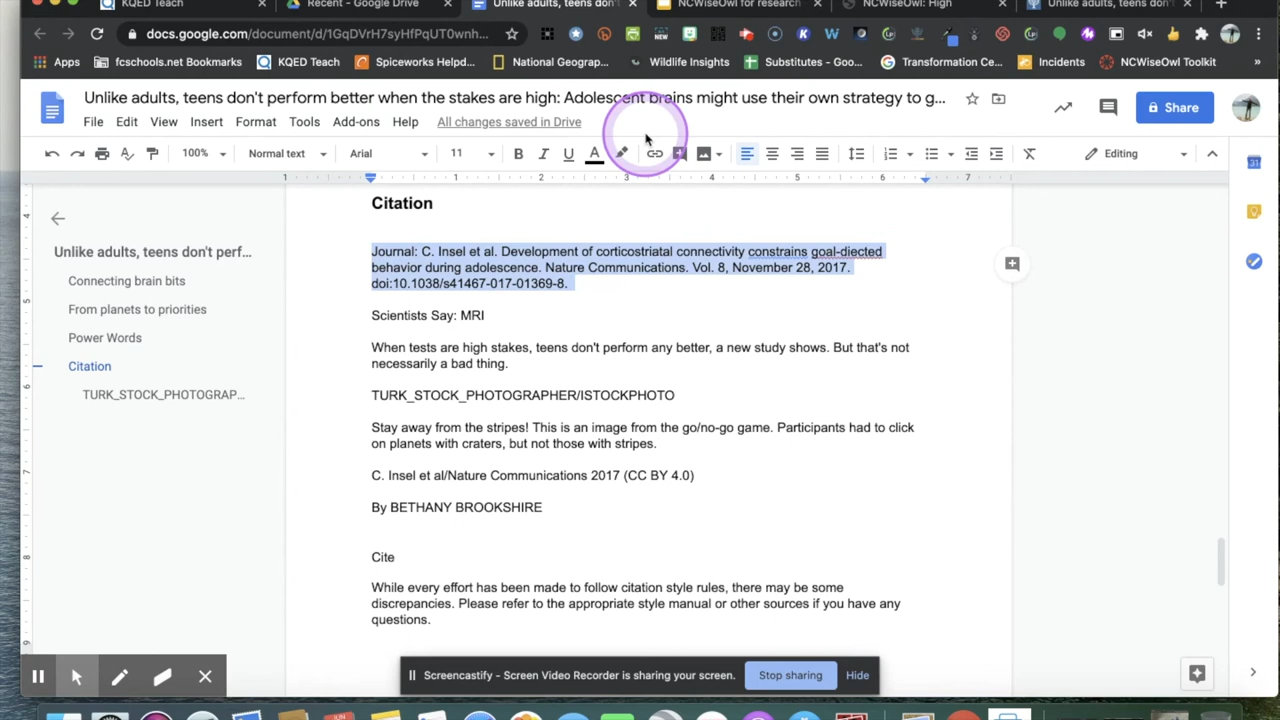 KQED Teach
Recent - Google Drive
Unlike adults, teens don't
NCWiseOwl for research
NCWiseOwl: High
Unlike adults, teens don't
docs.google.com/document/d/1GqDVrH7syHfPqUT0wnh...
Apps
fcschools.net Bookmarks
KQED Teach
Spiceworks Helpd...
National Geograp...
Wildlife Insights
Substitutes - Goo...
Transformation Ce...
Incidents
NCWiseOwl Toolkit
Unlike adults, teens don't perform better when the stakes are high: Adolescent brains might use their own strategy to g...
Share
File Edit View Insert Format Tools Add-ons Help All changes saved in Drive
100% Normal text Arial 11 B I U A Editing
1 1 2 3 4 5 6 7
Unlike adults, teens don't perf...
Connecting brain bits
From planets to priorities
Power Words
Citation
TURK_STOCK_PHOTOGRAP...
Citation
Journal: C. Insel et al. Development of corticostriatal connectivity constrains goal-diected
behavior during adolescence. Nature Communications. Vol. 8, November 28, 2017.
doi:10.1038/s41467-017-01369-8.
Scientists Say: MRI
When tests are high stakes, teens don't perform any better, a new study shows. But that's not
necessarily a bad thing.
TURK_STOCK_PHOTOGRAPHER/ISTOCKPHOTO
Stay away from the stripes! This is an image from the go/no-go game. Participants had to click
on planets with craters, but not those with stripes.
C. Insel et al/Nature Communications 2017 (CC BY 4.0)
By BETHANY BROOKSHIRE
Cite
While every effort has been made to follow citation style rules, there may be some
discrepancies. Please refer to the appropriate style manual or other sources if you have any
questions.
Screencastify - Screen Video Recorder is sharing your screen.
Stop sharing
Hide